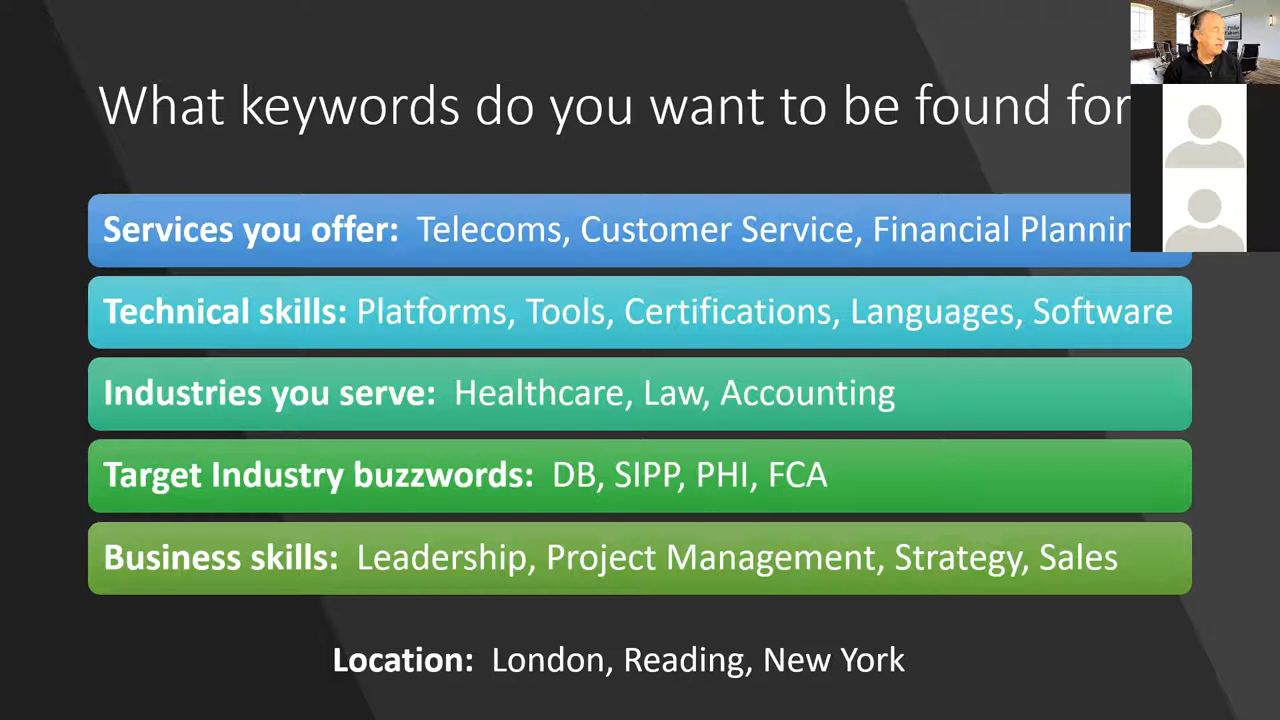 What keywords do you want to be found for
Services you offer: Telecoms, Customer Service, Financial
Technical skills: Platforms, Tools, Certifications, Languages, Software
Industries you serve: Healthcare, Law, Accounting
Target Industry buzzwords: DB, SIPP, PHI, FCA
Business skills: Leadership, Project Management, Strategy, Sales
Location: London, Reading, New York